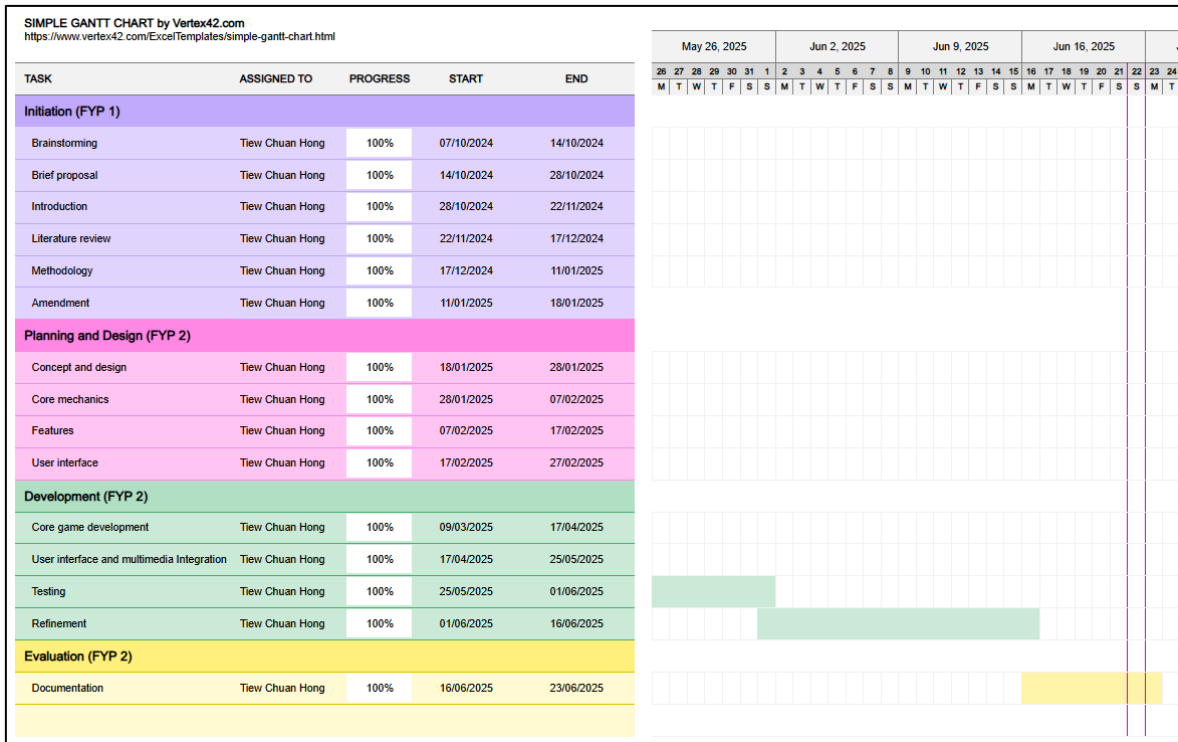 SIMPLE GANTT CHART by Vertex42.com
https://www.vertex42.com/ExcelTemplates/simple-gantt-chart.html
May 26, 2025 Jun 2, 2025 Jun 9, 2025 Jun 16, 2025
26 27 28 29 30 31 1 2 3 4 5 6 7 8 9 10 11 12 13 14 15 16 17 18 19 20 21 22 23 24
TASK ASSIGNED TO PROGRESS START END
M T W T F S S M T W T F S S M T W T F S S M T W T F S S M T
Initiation (FYP 1)
Brainstorming Tiew Chuan Hong 100% 07/10/2024 14/10/2024
Brief proposal Tiew Chuan Hong 100% 14/10/2024 28/10/2024
Introduction Tiew Chuan Hong 100% 28/10/2024 22/11/2024
Literature review Tiew Chuan Hong 100% 22/11/2024 17/12/2024
Methodology Tiew Chuan Hong 100% 17/12/2024 11/01/2025
Amendment Tiew Chuan Hong 100% 11/01/2025 18/01/2025
Planning and Design (FYP 2)
Concept and design Tiew Chuan Hong 100% 18/01/2025 28/01/2025
Core mechanics Tiew Chuan Hong 100% 28/01/2025 07/02/2025
Features Tiew Chuan Hong 100% 07/02/2025 17/02/2025
User interface Tiew Chuan Hong 100% 17/02/2025 27/02/2025
Development (FYP 2)
Core game development Tiew Chuan Hong 100% 09/03/2025 17/04/2025
User interface and multimedia Integration Tiew Chuan Hong 100% 17/04/2025 25/05/2025
Testing Tiew Chuan Hong 100% 25/05/2025 01/06/2025
Refinement Tiew Chuan Hong 100% 01/06/2025 16/06/2025
Evaluation (FYP 2)
Documentation Tiew Chuan Hong 100% 16/06/2025 23/06/2025